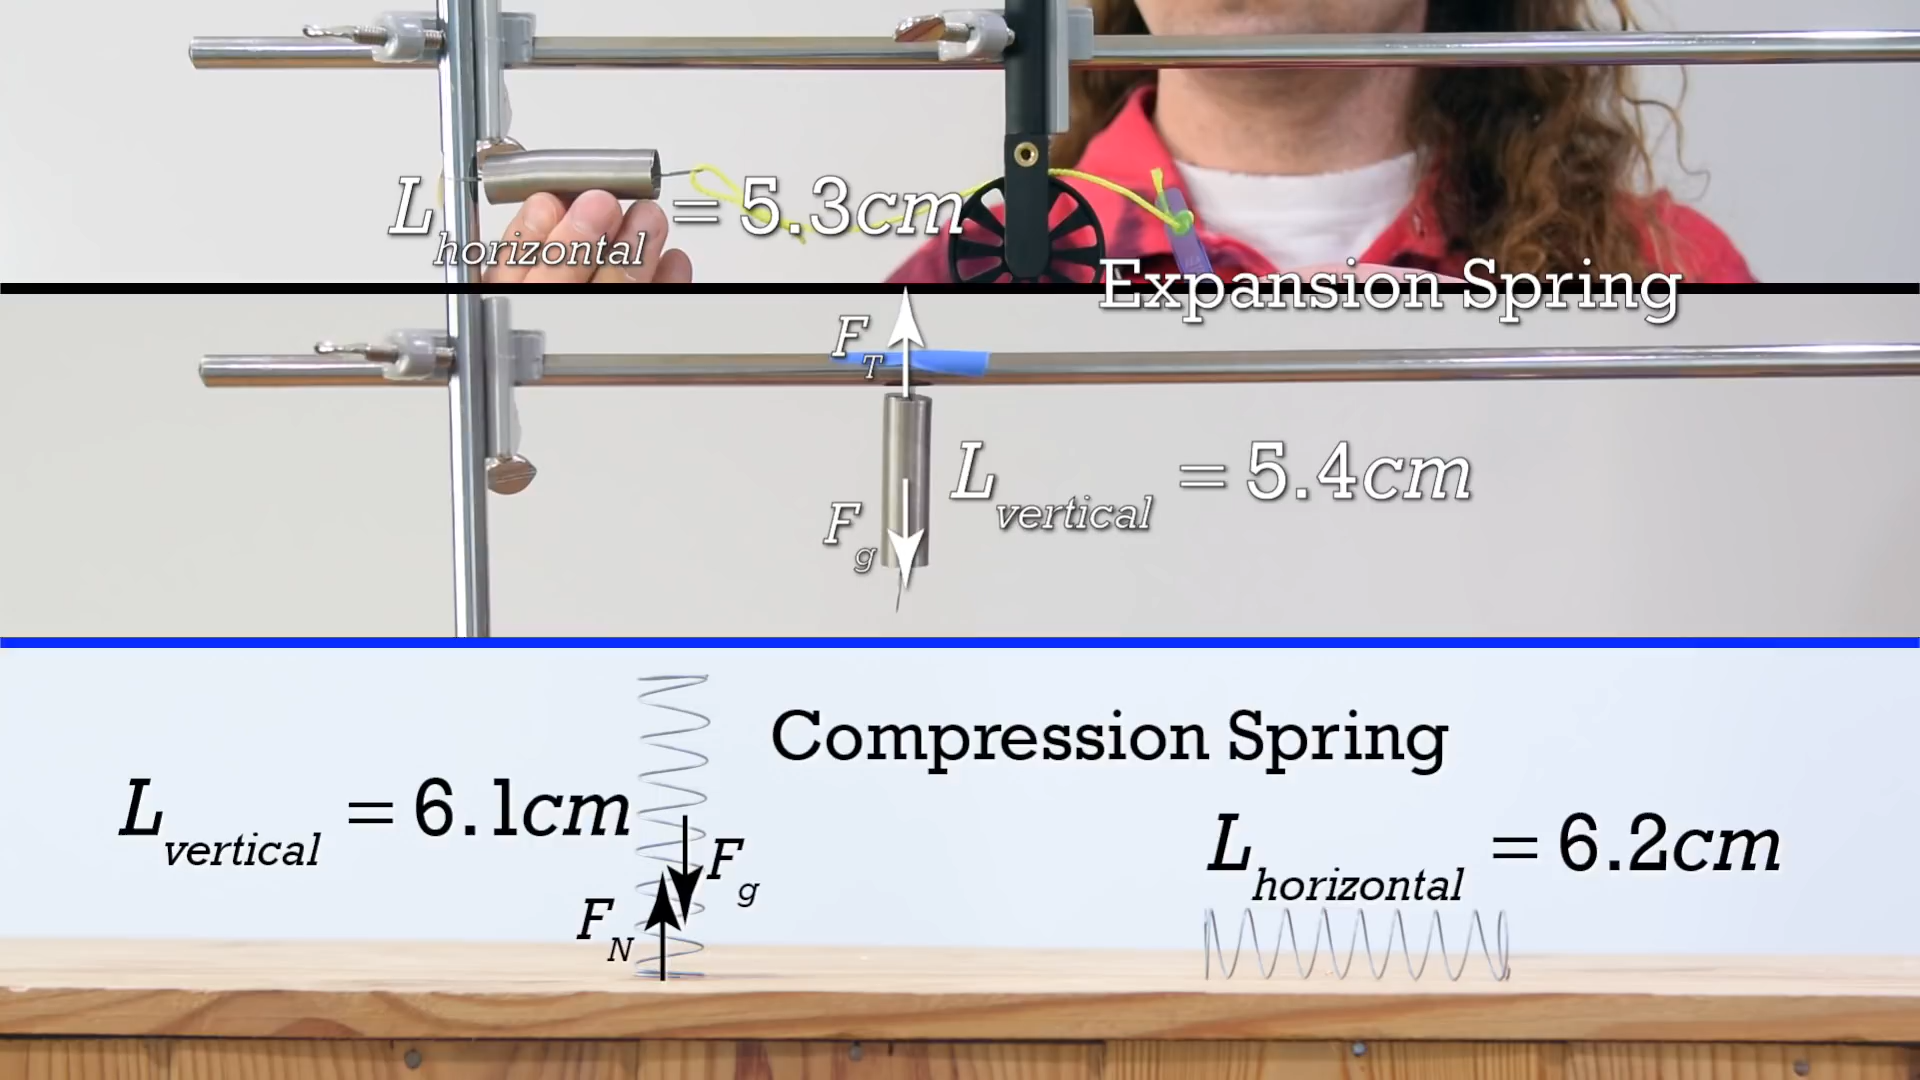 L horizontal = 5.3cm
Expansion Spring
F T
L vertical = 5.4cm
F g
Compression Spring
L vertical = 6.1cm
L horizontal = 6.2cm
F g
F N